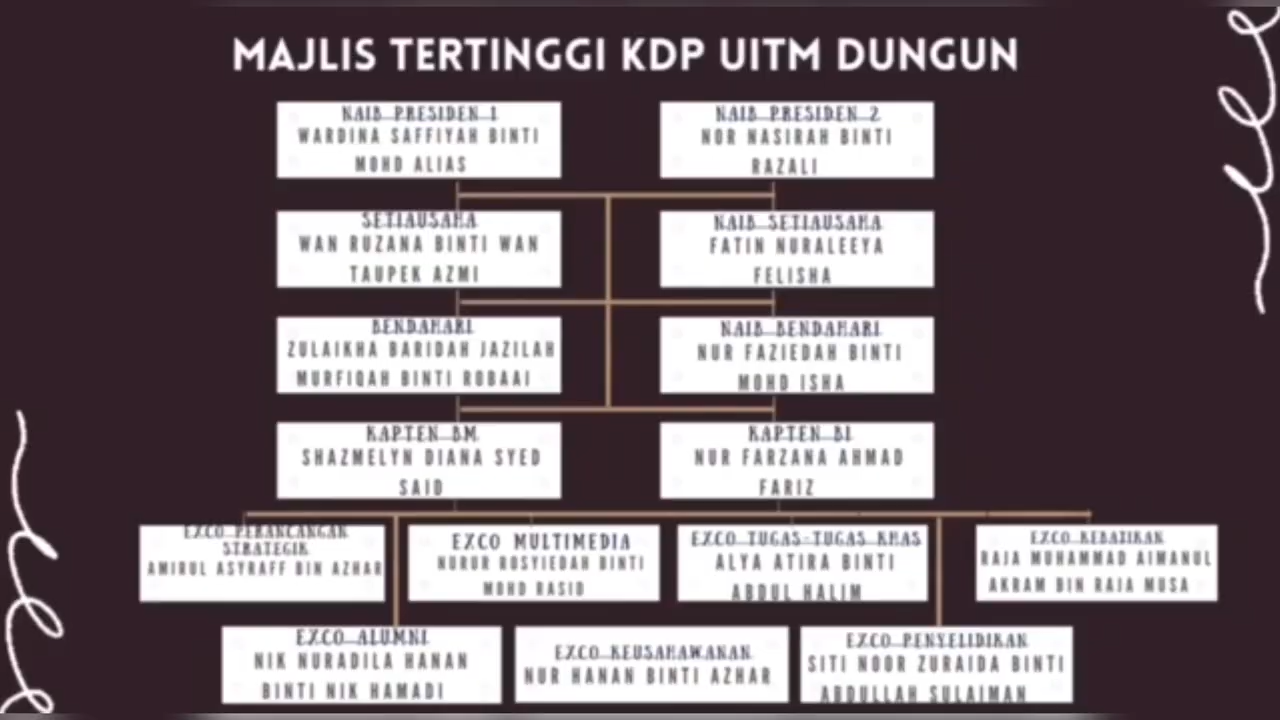 MAJLIS TERTINGGI KDP UITM DUNGUN
NAIB PRESIDEN 1
WARDINA SAFFIYAH BINTI
MOHD ALIAS
NAIB PRESIDEN 2
NOR NASIRAH BINTI
RAZALI
SETIAUSAHA
WAN RUZANA BINTI WAN
TAUPEK AZMI
NAIB SETIAUSAHA
FATIN NURALEEYA
FELISHA
BENDAHARI
ZULAIKHA BARIDAH JAZILAH
MURFIQAH BINTI ROBAAI
NAIB BENDAHARI
NUR FAZIEDAH BINTI
MOHD ISHA
KAPTEN BM
SHAZMELYN DIANA SYED
SAID
KAPTEN BI
NUR FARZANA AHMAD
FARIZ
EXCO PERANCANGAN
STRATEGIK
AMIRUL ASYRAFF BIN AZHAR
EXCO MULTIMEDIA
NURUR ROSYIEDAH BINTI
MOHD RASID
EXCO TUGAS-TUGAS KHAS
ALYA ATIRA BINTI
ABDUL HALIM
EXCO KEBATIKAN
RAJA MUHAMMAD AIMANUL
AKRAM BIN RAJA MUSA
EXCO ALUMNI
NIK NURADILA HANAN
BINTI NIK HAMADI
EXCO KEUSAHAWANAN
NUR HANAN BINTI AZHAR
EXCO PENYELIDIKAN
SITI NOOR ZURAIDA BINTI
ABDULLAH SULAIMAN